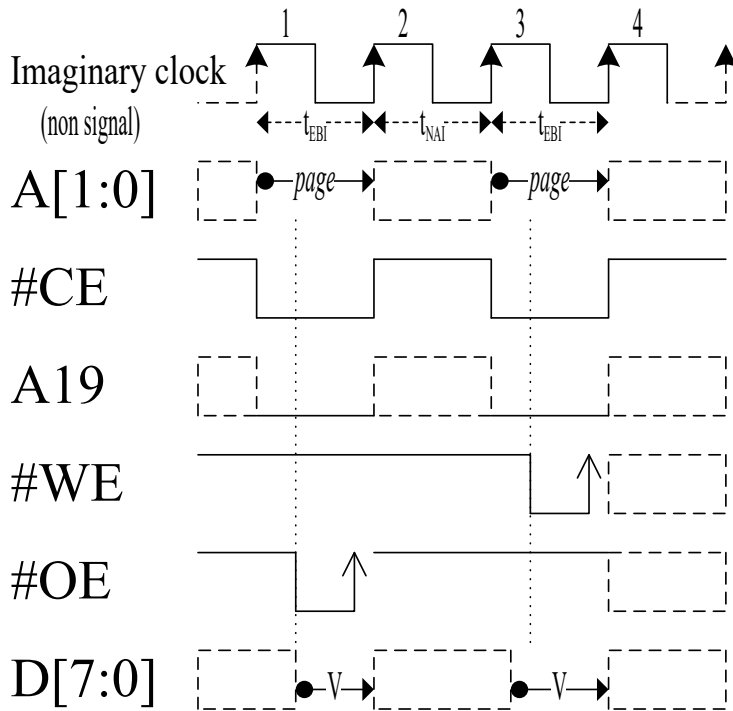 1 2 3 4
Imaginary clock
(non signal)
tEBI tNAI tEBI
A[1:0] page page
#CE
A19
#WE
#OE
D[7:0] V V